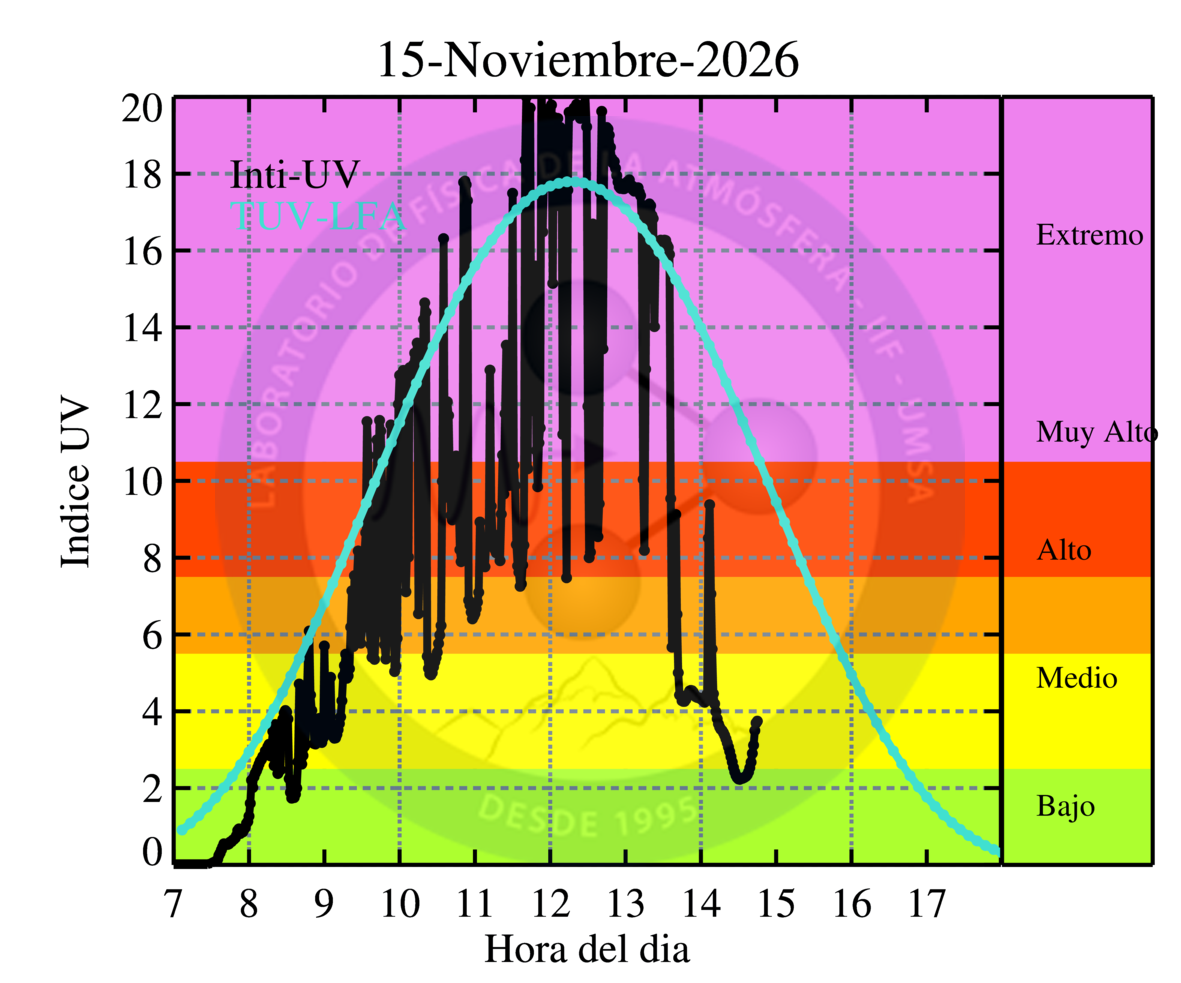 15-Noviembre-2026
Inti-UV
TUV-LFA
LABORATORIO DE FÍSICA DE LA ATMÓSFERA - IIF - UMSA
DESDE 1995
Extremo
Muy Alto
Alto
Medio
Bajo
Indice UV
20
18
16
14
12
10
8
6
4
2
0
7 8 9 10 11 12 13 14 15 16 17
Hora del dia